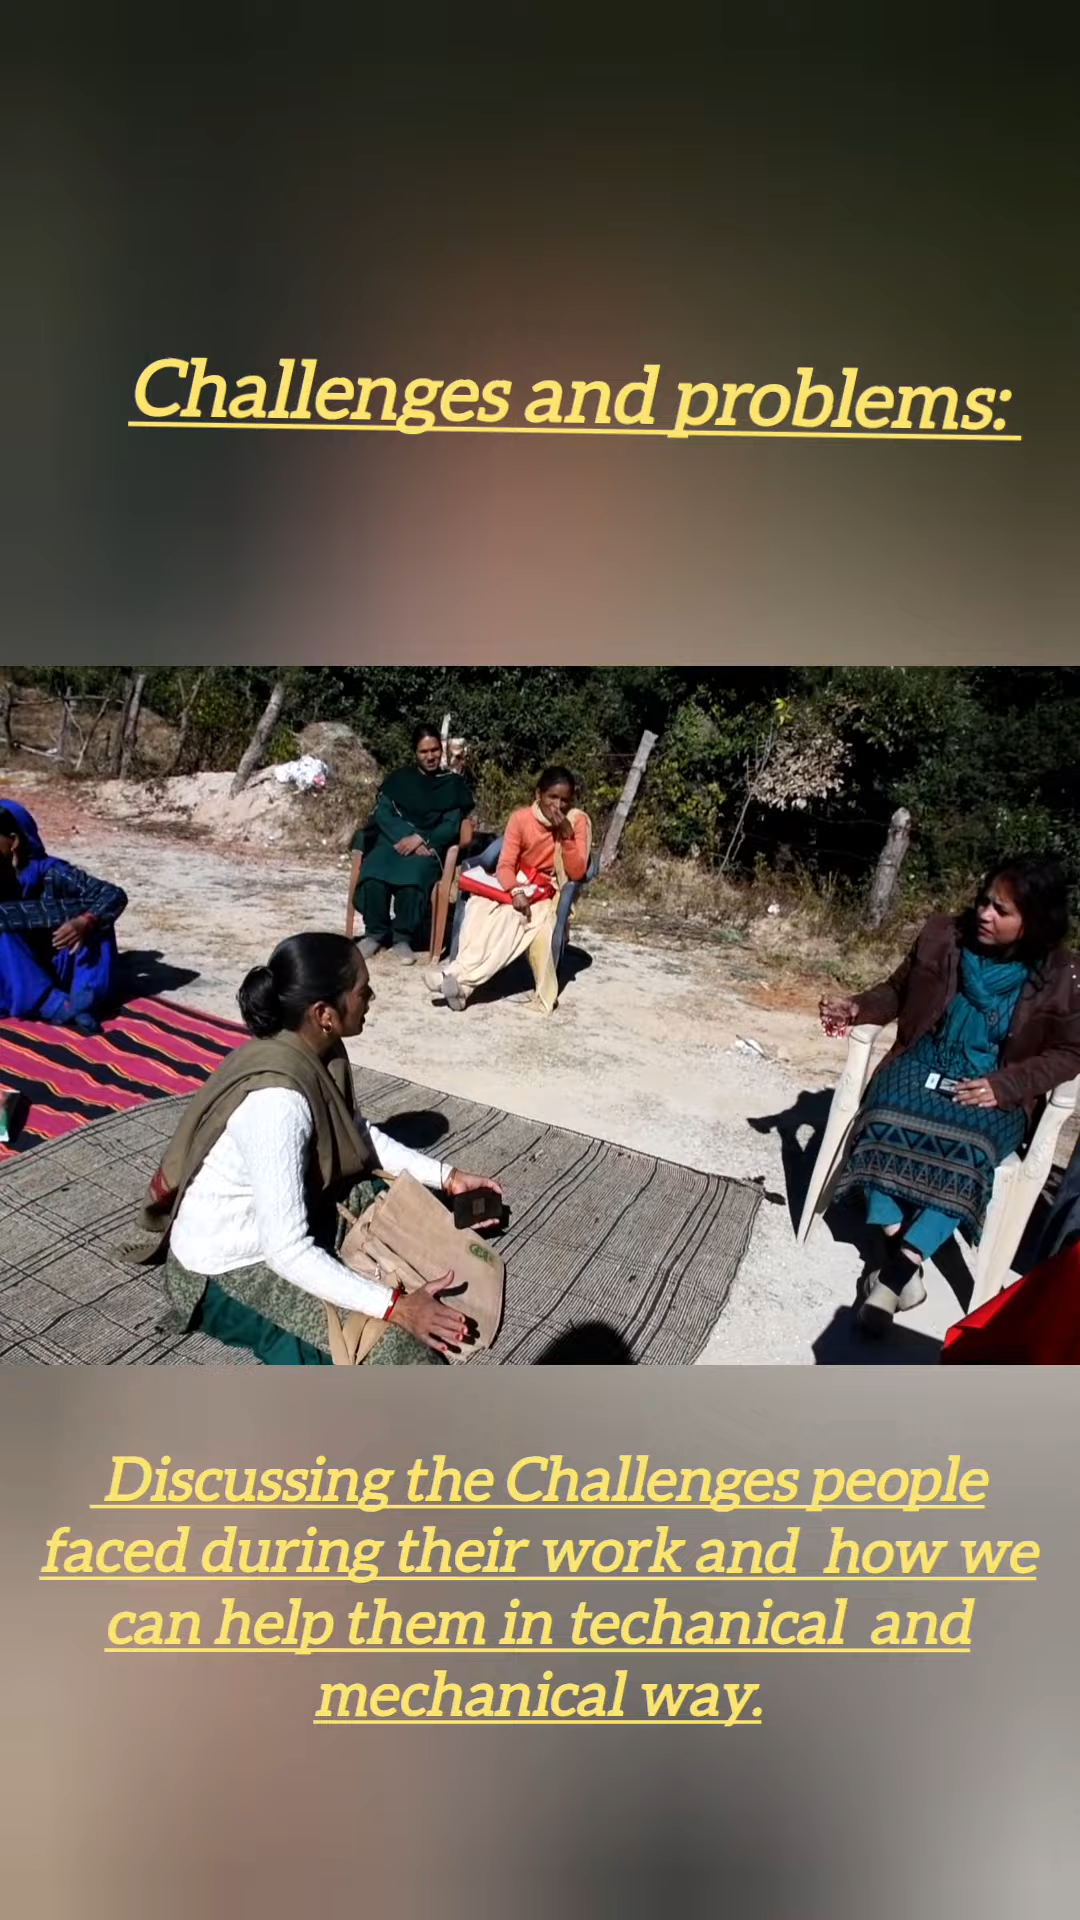 Challenges and problems:
Discussing the Challenges people
faced during their work and how we
can help them in techanical and
mechanical way.